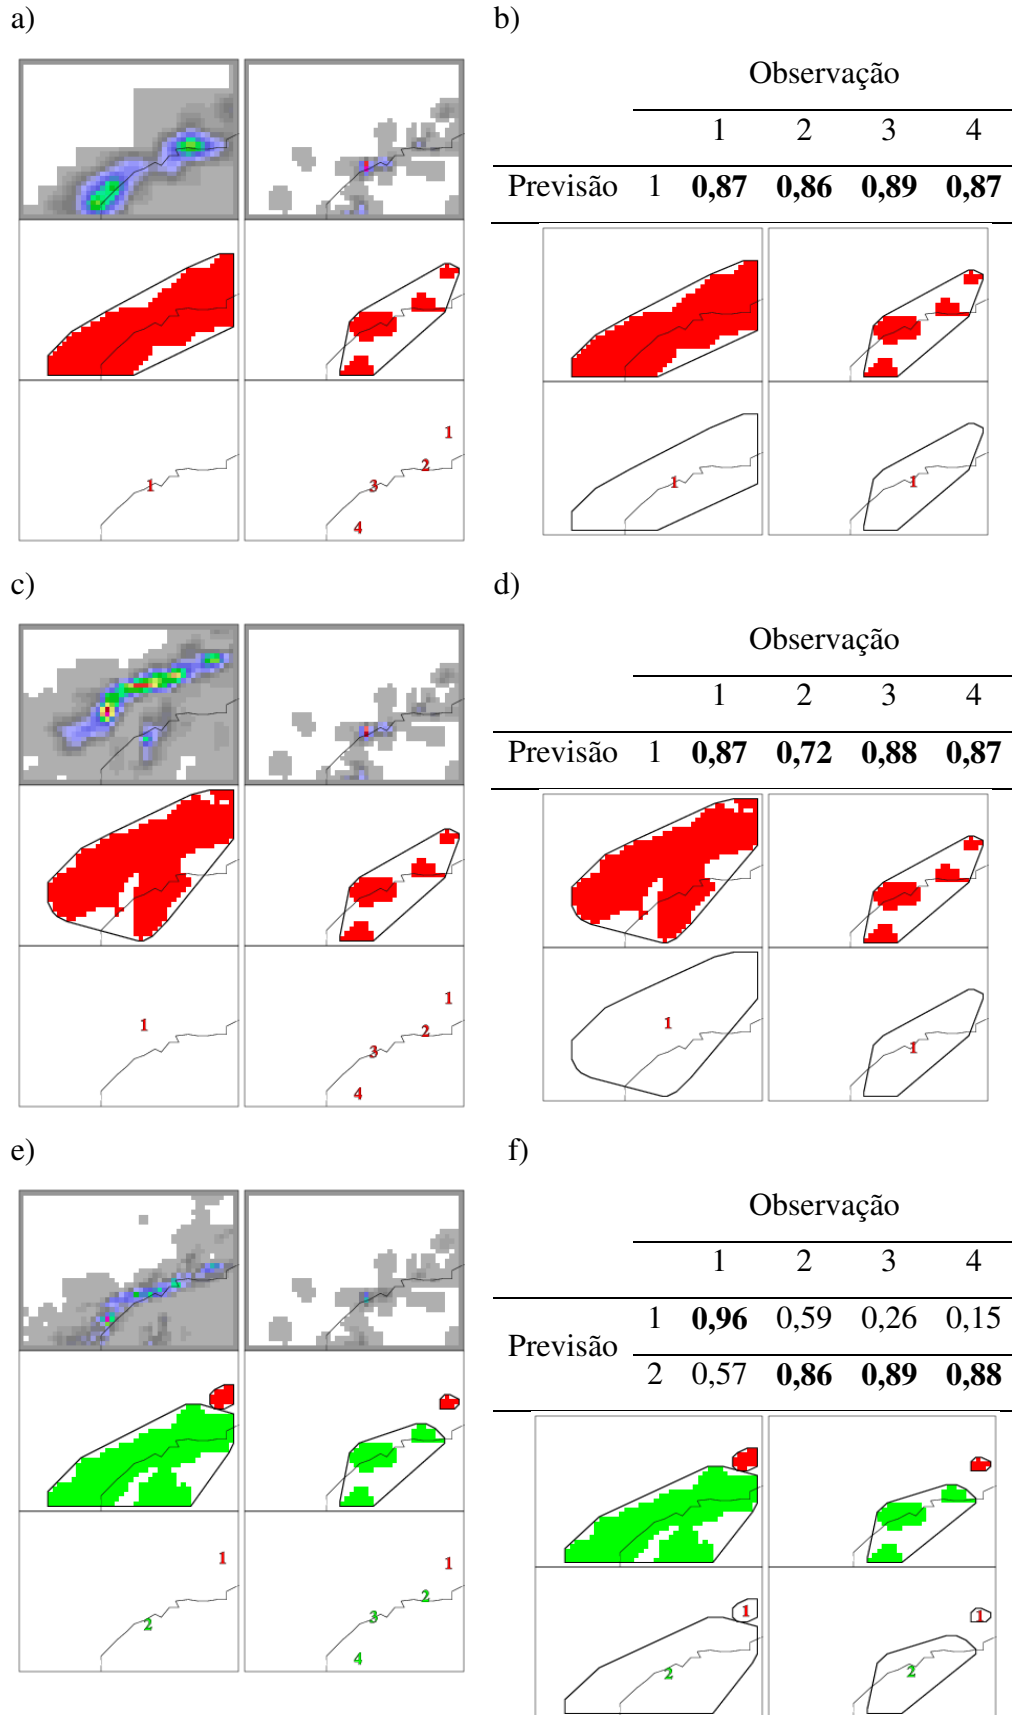 a)
b)
Observação
1 2 3 4
Previsão 1 0,87 0,86 0,89 0,87
1
2
1 3
4
1 1
c)
d)
Observação
1 2 3 4
Previsão 1 0,87 0,72 0,88 0,87
1
1 2
3
4
1
1
e)
f)
Observação
1 2 3 4
1 0,96 0,59 0,26 0,15
Previsão
2 0,57 0,86 0,89 0,88
1 1
2
2 3
4
1 1
2 2